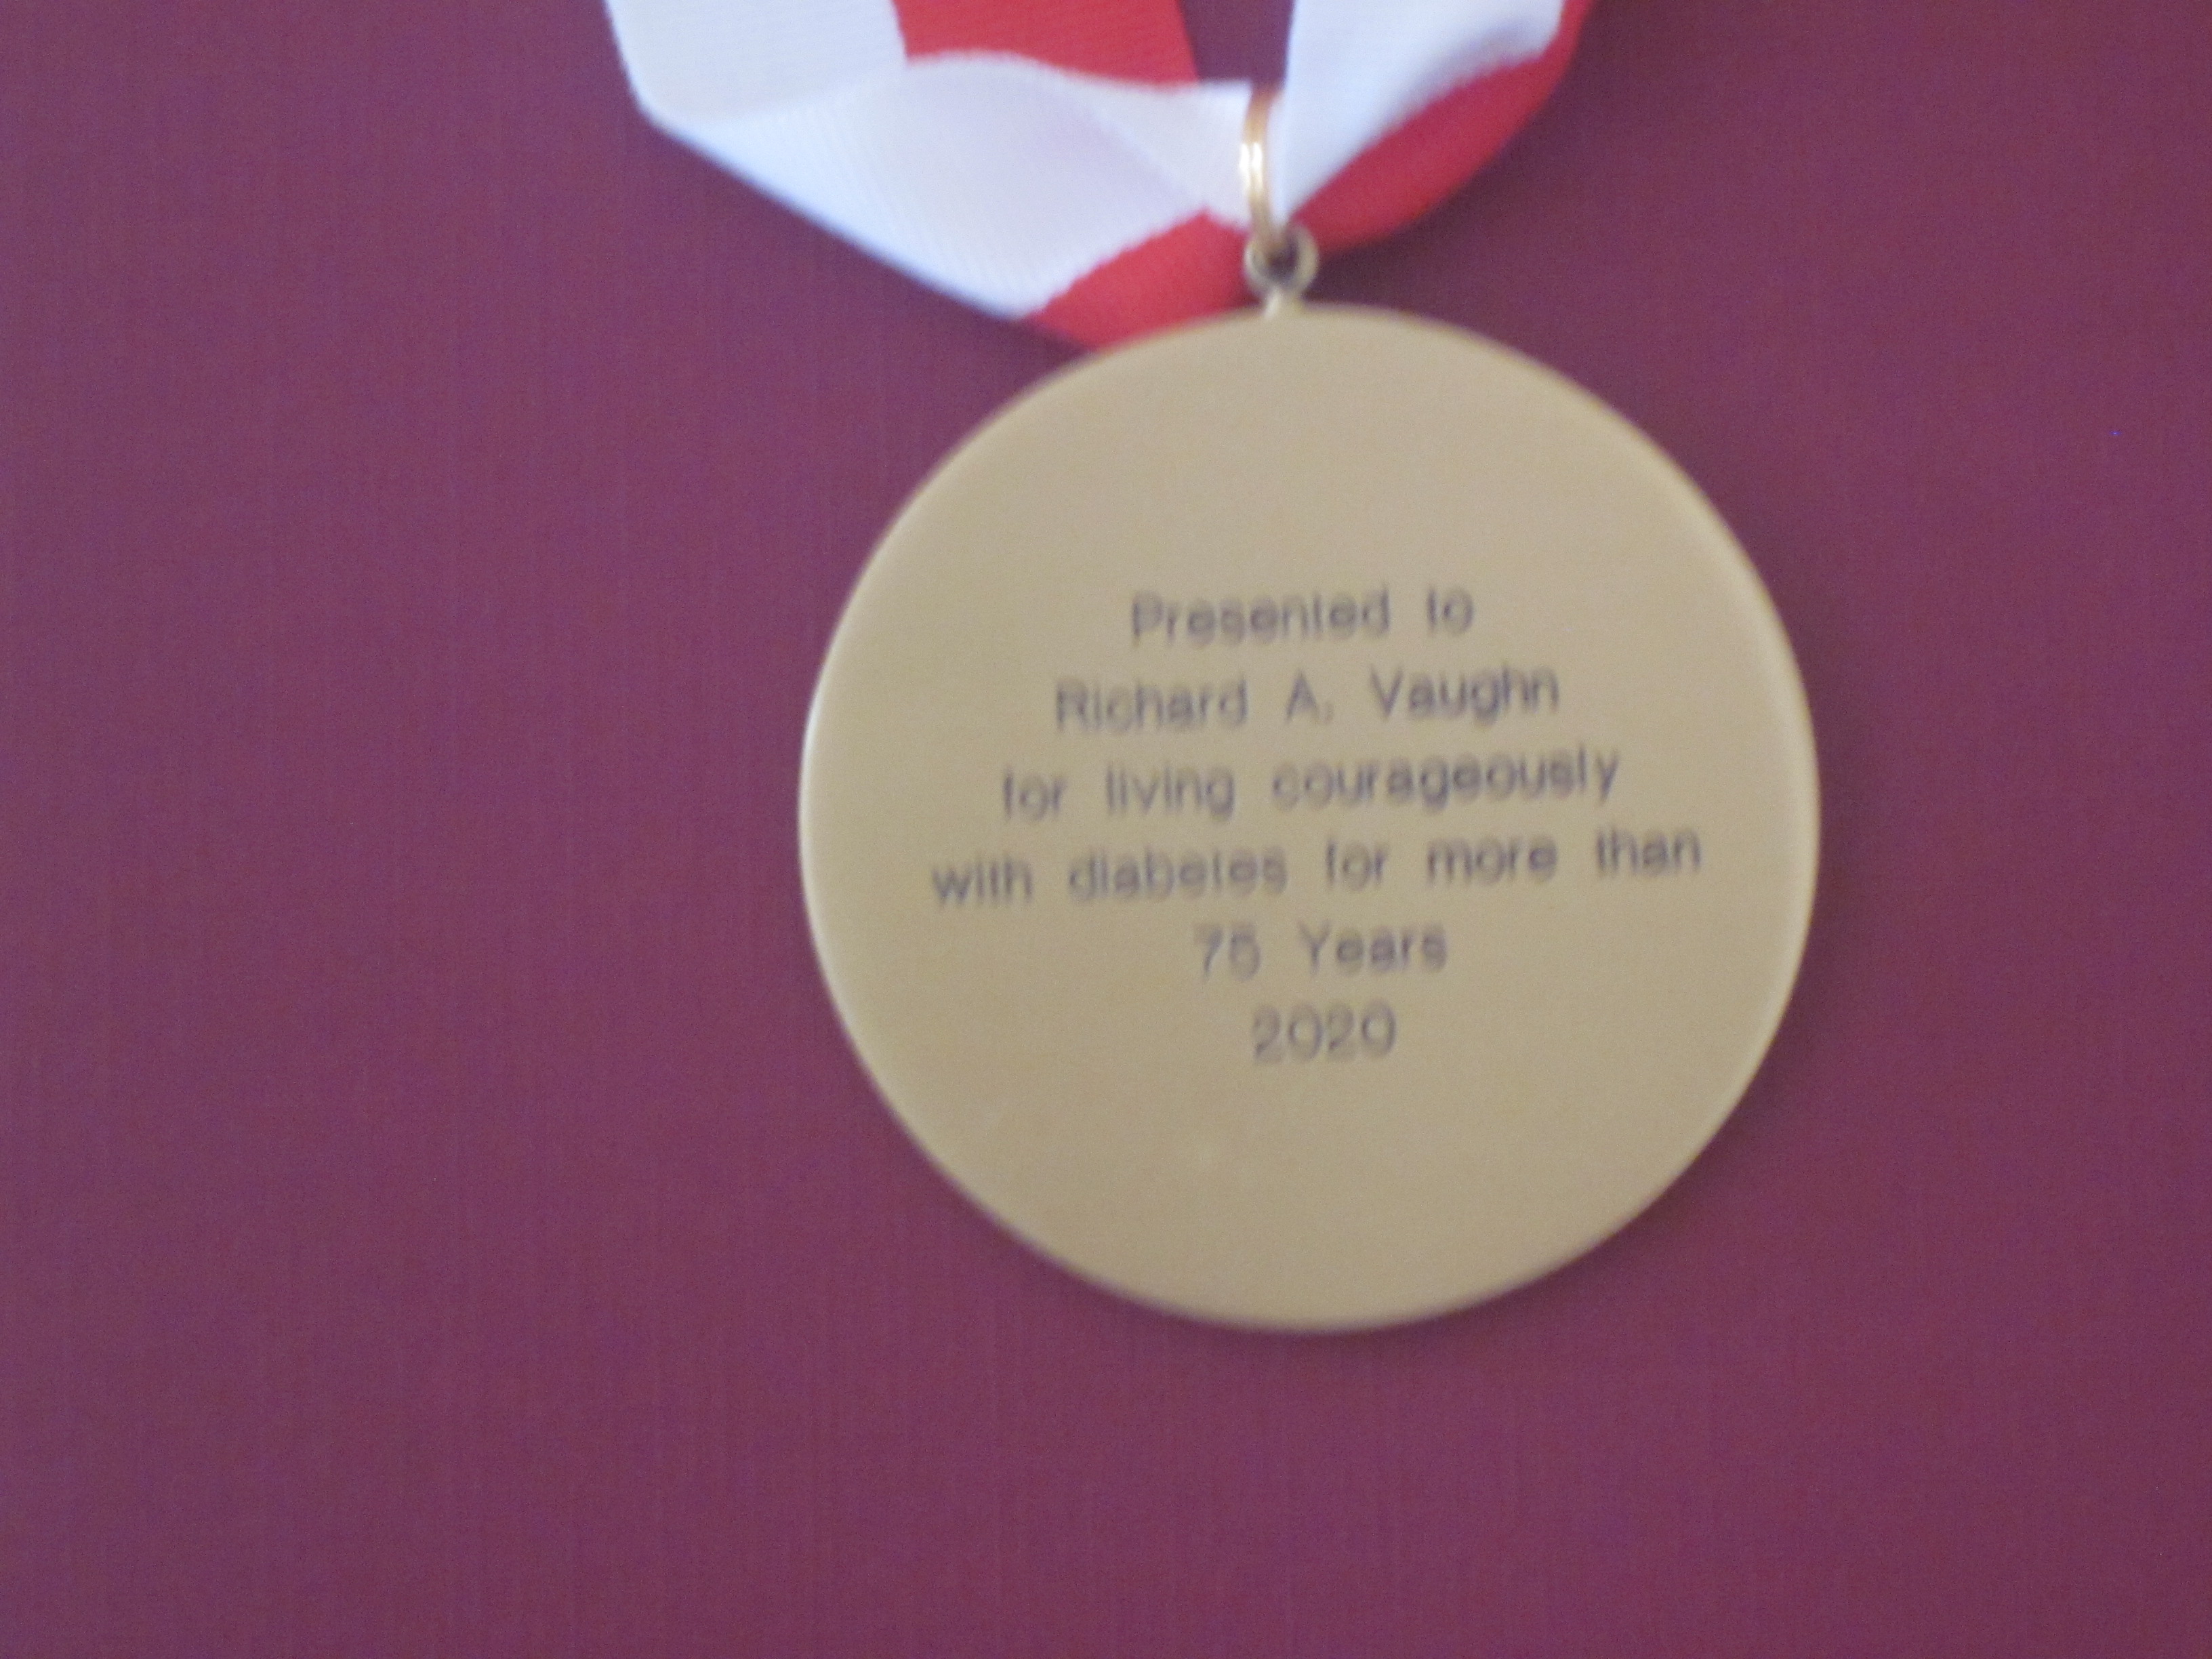 Presented to
Richard A. Vaughn
for living courageously
with diabetes for more than
75 Years
2020